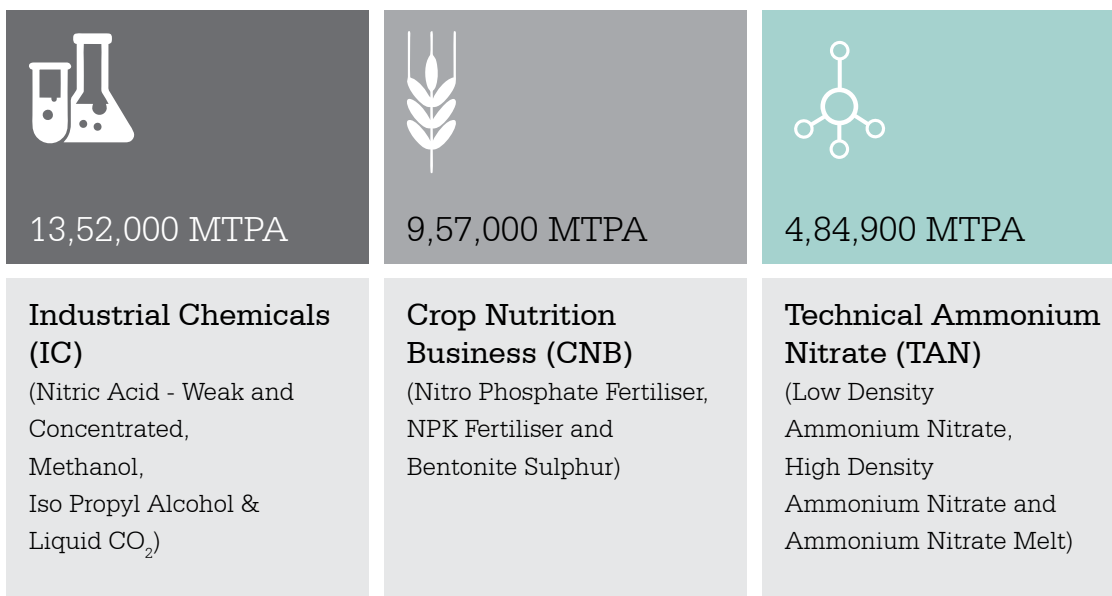 13,52,000 MTPA
Industrial Chemicals
(IC)
(Nitric Acid - Weak and
Concentrated,
Methanol,
Iso Propyl Alcohol &
Liquid CO₂)
9,57,000 MTPA
Crop Nutrition
Business (CNB)
(Nitro Phosphate Fertiliser,
NPK Fertiliser and
Bentonite Sulphur)
4,84,900 MTPA
Technical Ammonium
Nitrate (TAN)
(Low Density
Ammonium Nitrate,
High Density
Ammonium Nitrate and
Ammonium Nitrate Melt)